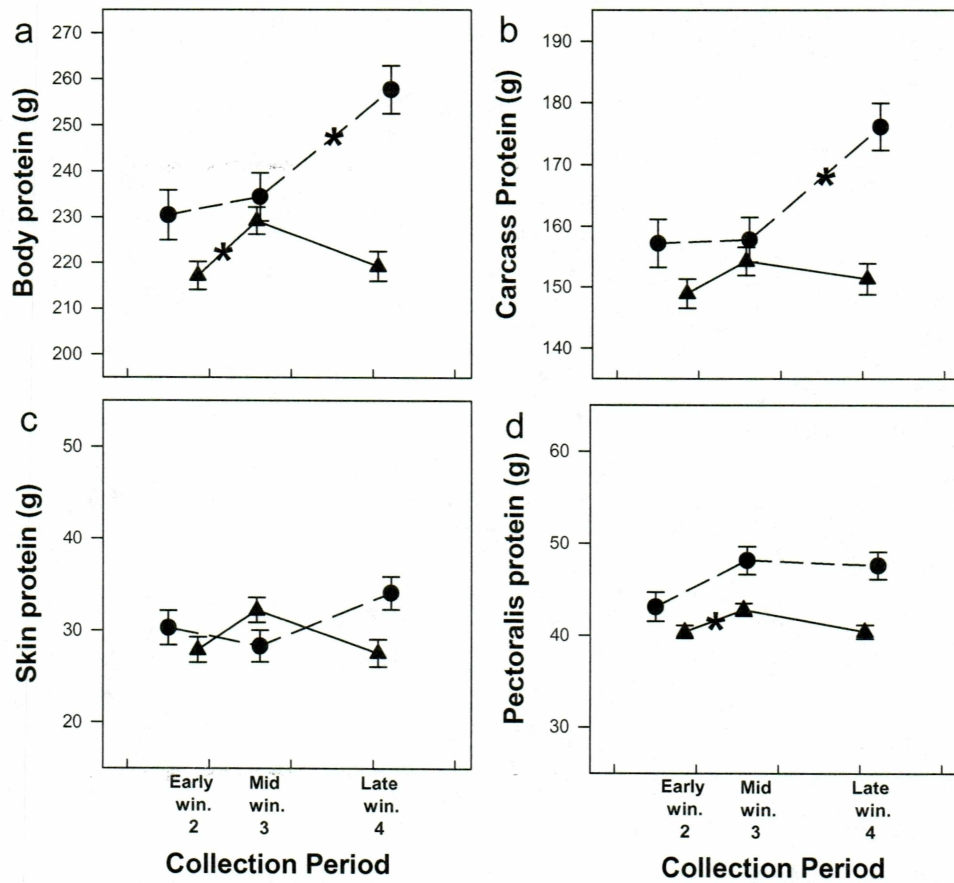 a
Body protein (g)
270
260
250
240
230
220
210
200
b
Carcass Protein (g)
190
180
170
160
150
140
*
*
*
c
Skin protein (g)
50
40
30
20
Early win. 2
Mid win. 3
Late win. 4
Collection Period
d
Pectoralis protein (g)
60
50
40
30
*
Early win. 2
Mid win. 3
Late win. 4
Collection Period